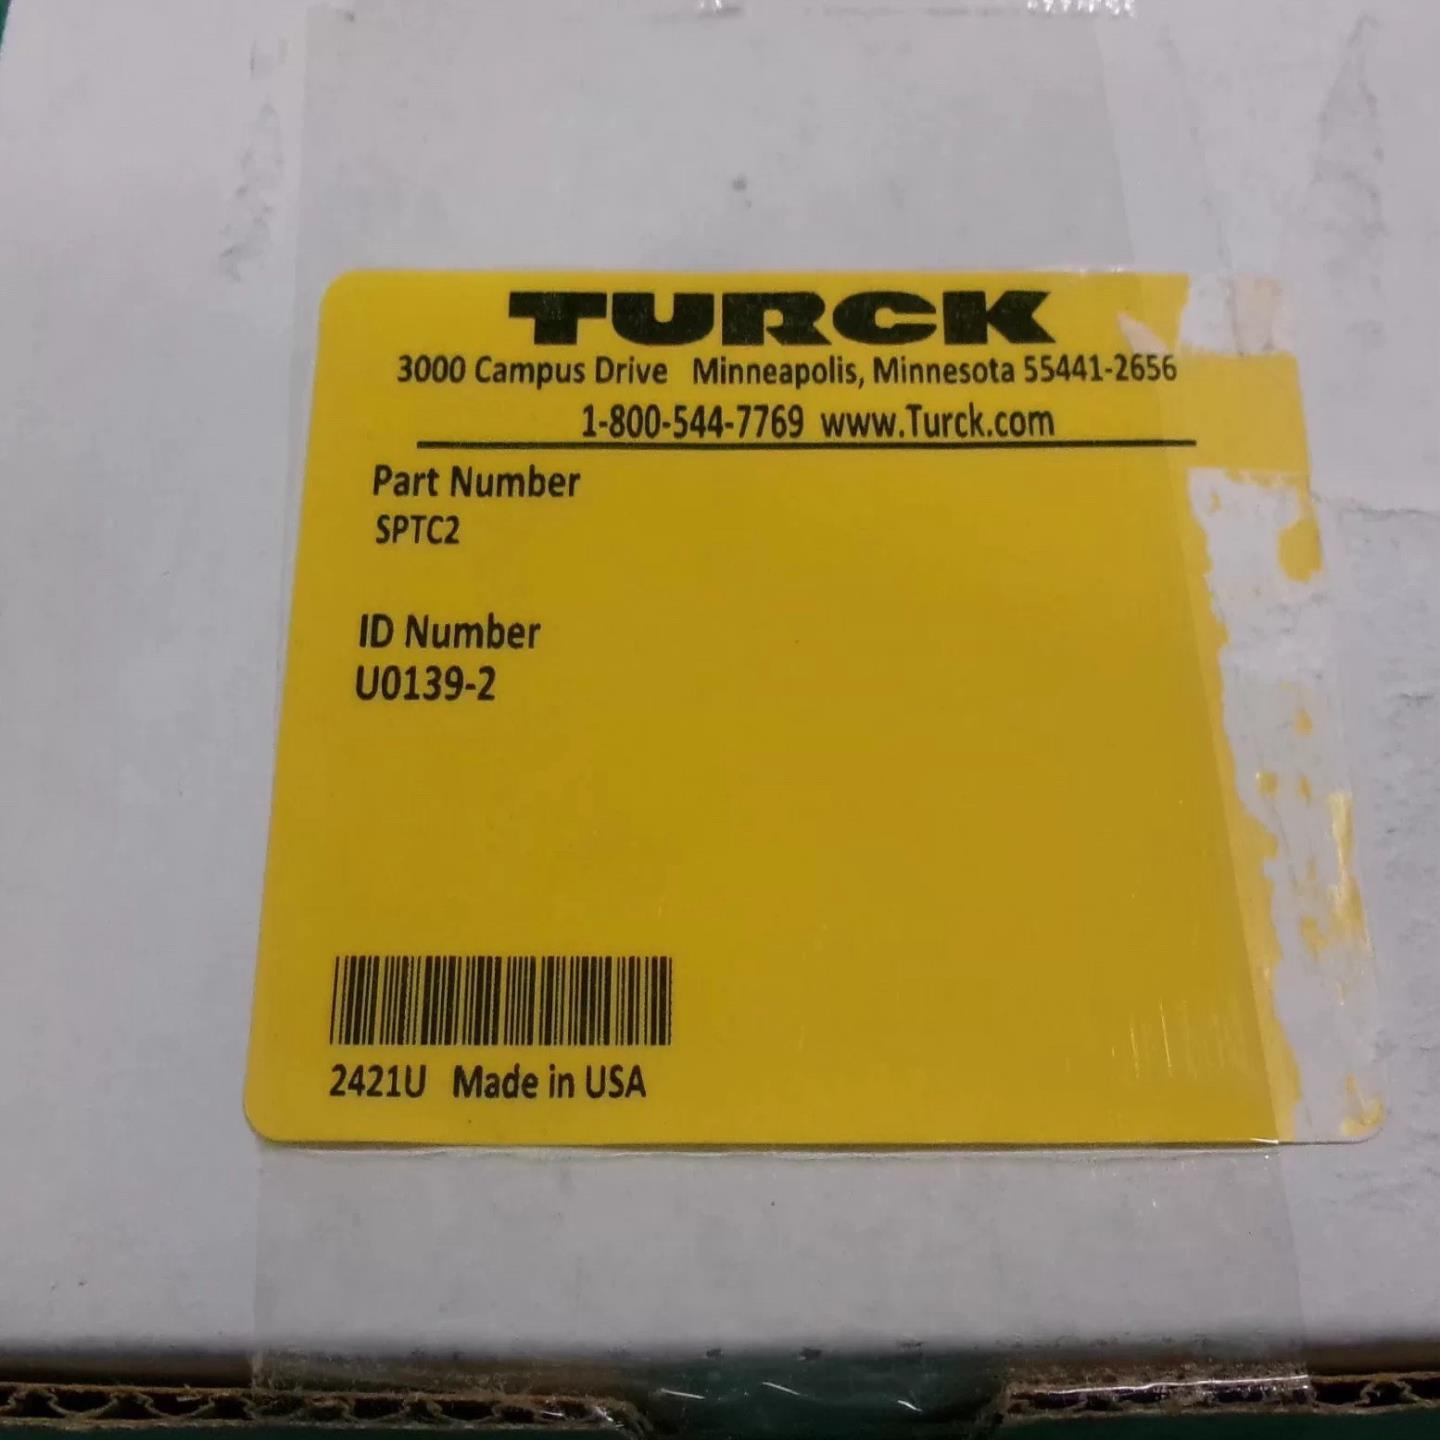 TURCK
3000 Campus Drive Minneapolis, Minnesota 55441-2656
1-800-544-7769 www.Turck.com
Part Number
SPTC2
ID Number
U0139-2
2421U Made in USA